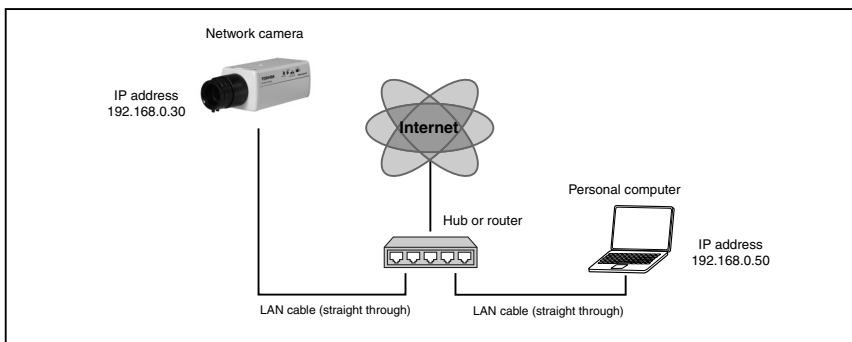 Network camera
TOSHIBA
IP address
192.168.0.30
Internet
Personal computer
Hub or router
IP address
192.168.0.50
LAN cable (straight through)
LAN cable (straight through)